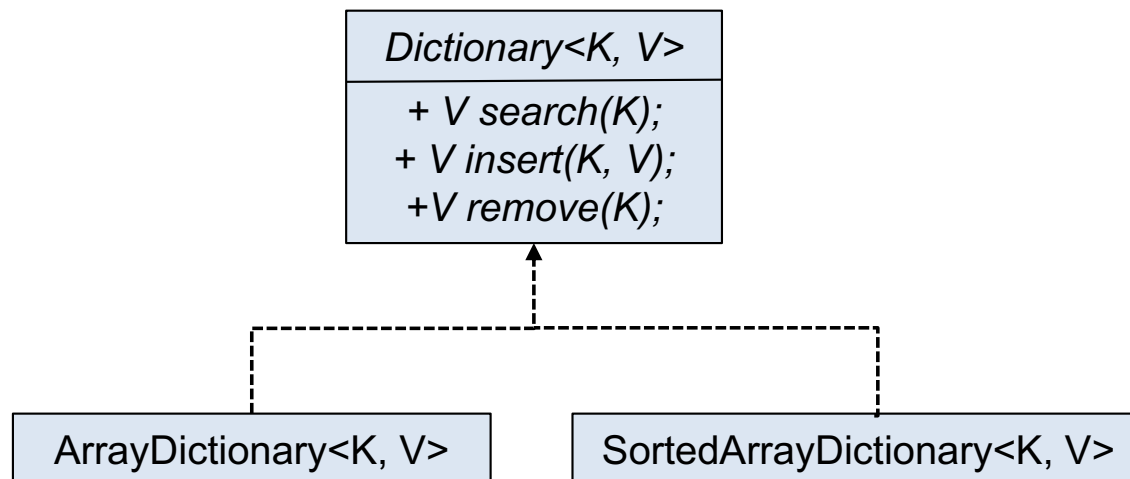 Dictionary<K, V>
+ V search(K);
+ V insert(K, V);
+V remove(K);
ArrayDictionary<K, V>
SortedArrayDictionary<K, V>